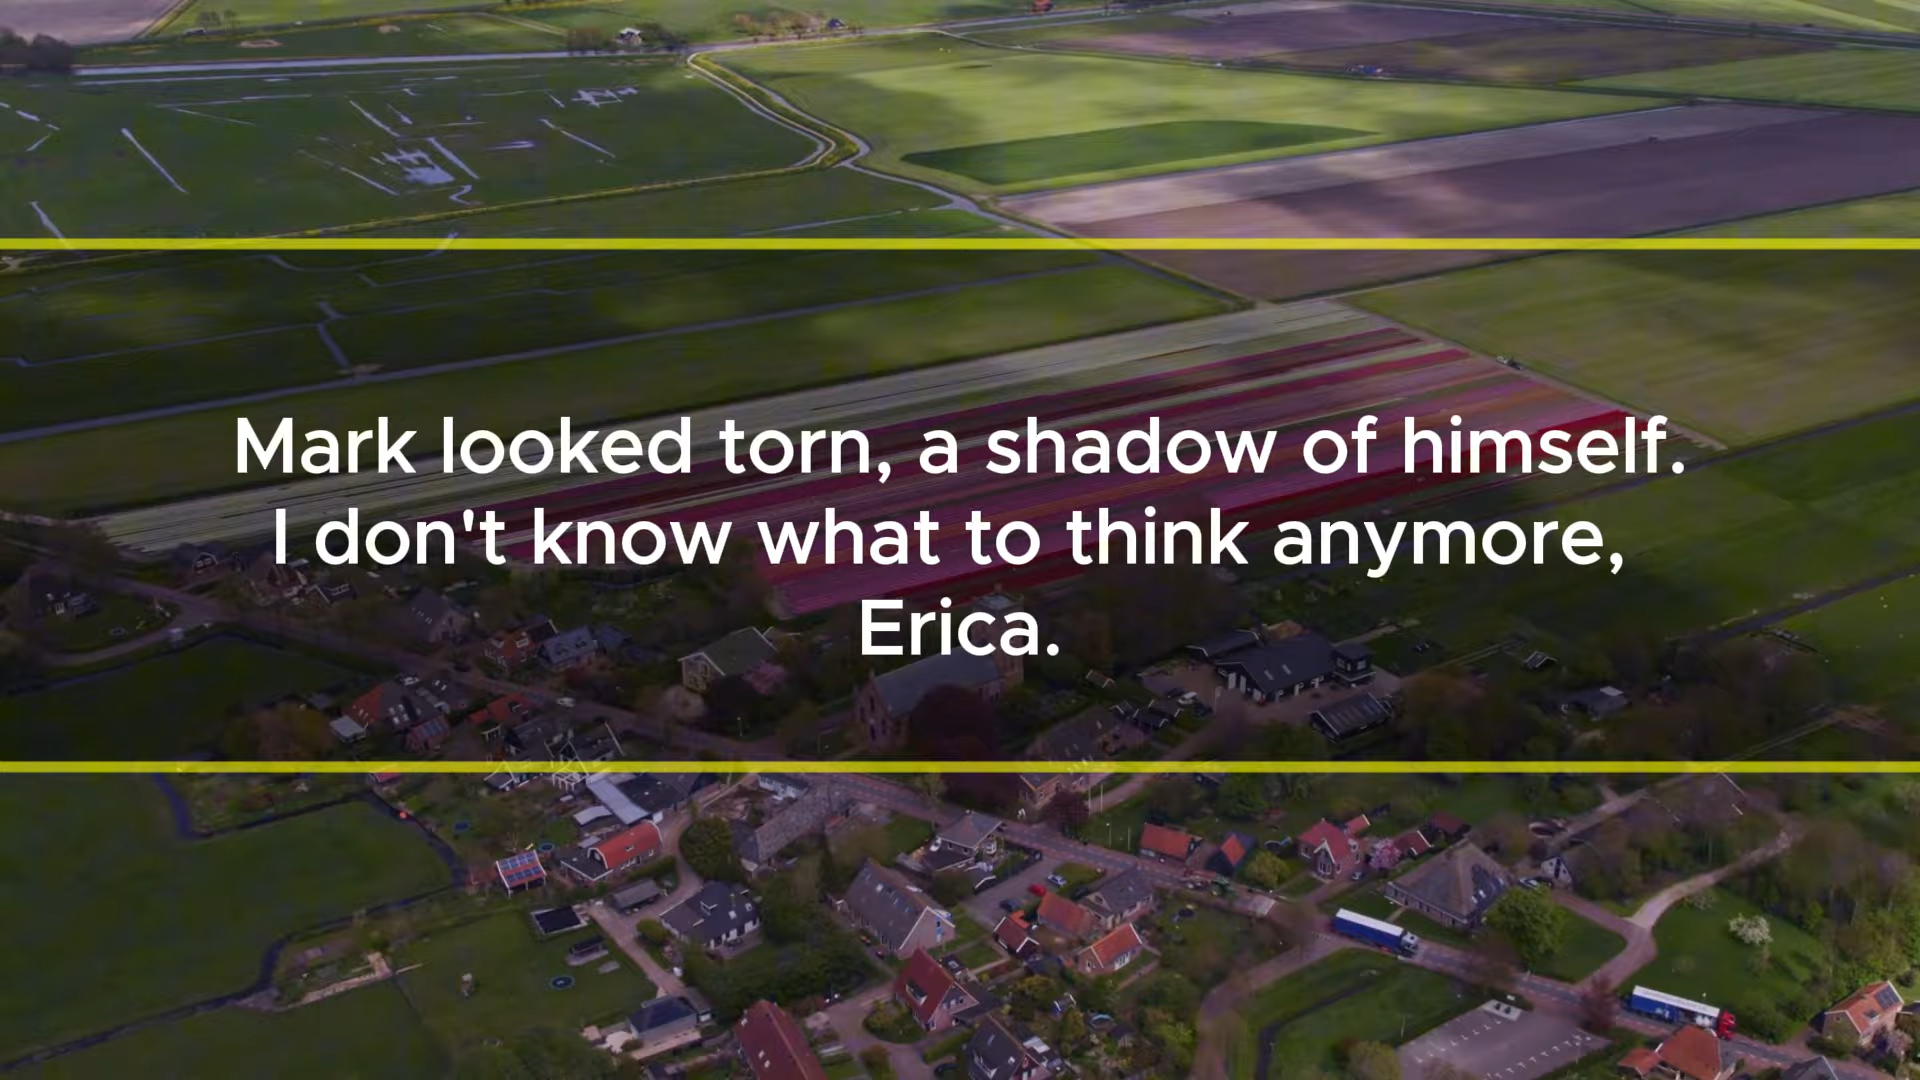 Mark looked torn, a shadow of himself.
I don't know what to think anymore,
Erica.